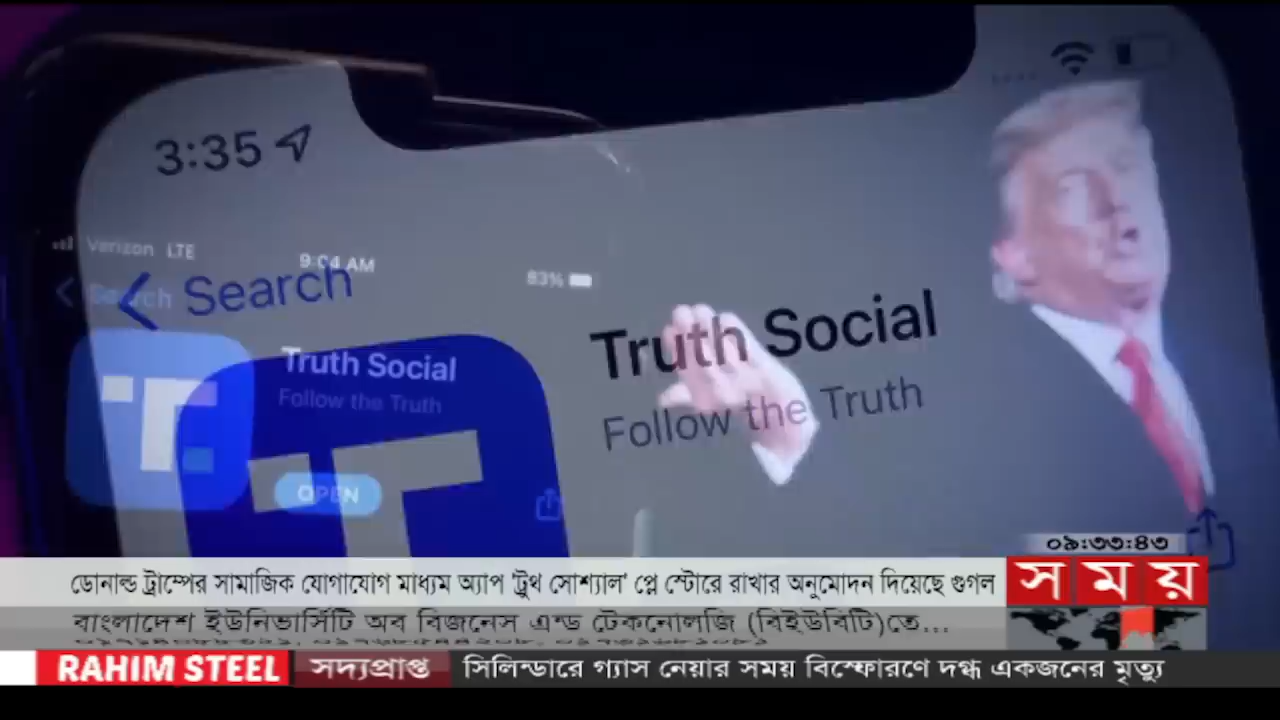 3:35
Verizon LTE
9:04 AM
83%
Search
Search
Truth Social
Follow the Truth
OPEN
Truth Social
Follow the Truth
০৯:৩৩:৪৩
সময়
ডোনাল্ড ট্রাম্পের সামাজিক যোগাযোগ মাধ্যম অ্যাপ 'ট্রুথ সোশ্যাল' প্লে স্টোরে রাখার অনুমোদন দিয়েছে গুগল
বাংলাদেশ ইউনিভার্সিটি অব বিজনেস এন্ড টেকনোলজি (বিইউবিটি)তে...
RAHIM STEEL সদ্যপ্রাপ্ত সিলিন্ডারে গ্যাস নেয়ার সময় বিস্ফোরণে দগ্ধ একজনের মৃত্যু